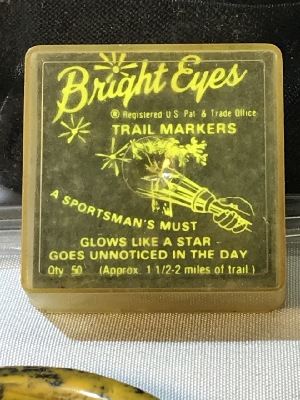 Bright Eyes
® Registered U S Pat & Trade Office
TRAIL MARKERS
A SPORTSMAN'S MUST
GLOWS LIKE A STAR -
GOES UNNOTICED IN THE DAY
Qty 50 (Approx 1 1/2-2 miles of trail)